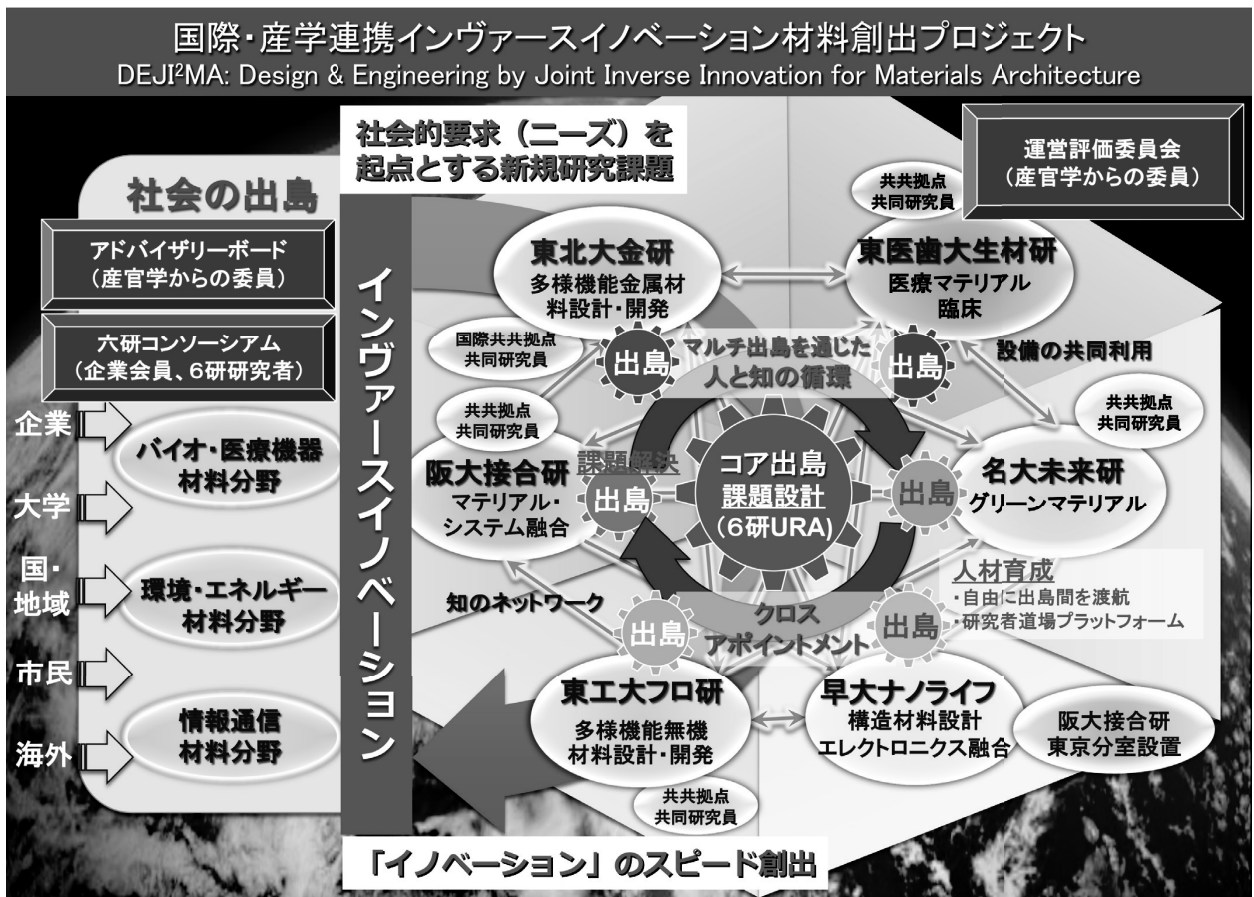 国際・産学連携インヴァースイノベーション材料創出プロジェクト
DEJI²MA: Design & Engineering by Joint Inverse Innovation for Materials Architecture
社会的要求（ニーズ）を
起点とする新規研究課題
運営評価委員会
（産官学からの委員）
社会の出島
アドバイザリーボード
（産官学からの委員）
六研コンソーシアム
（企業会員、6研研究者）
企業
大学
国・
地域
市民
海外
バイオ・医療機器
材料分野
環境・エネルギー
材料分野
情報通信
材料分野
インヴァースイノベーション
東北大金研
多様機能金属材
料設計・開発
国際共共拠点
共同研究員
出島
共共拠点
共同研究員
東医歯大生材研
医療マテリアル
臨床
出島
マルチ出島を通じた
人と知の循環
設備の共同利用
共共拠点
共同研究員
阪大接合研
マテリアル・
システム融合
課題解決
出島
コア出島
課題設計
（6研URA）
出島
共共拠点
共同研究員
名大未来研
グリーンマテリアル
知のネットワーク
出島
クロス
アポイントメント
出島
人材育成
・自由に出島間を渡航
・研究者道場プラットフォーム
東工大フロ研
多様機能無機
材料設計・開発
共共拠点
共同研究員
早大ナノライフ
構造材料設計
エレクトロニクス融合
阪大接合研
東京分室設置
「イノベーション」のスピード創出